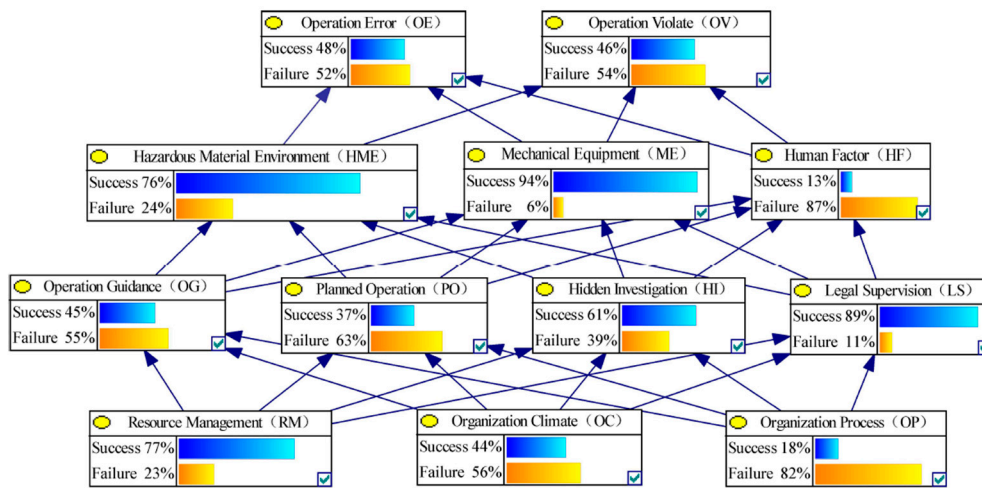 Operation Error（OE）
Success 48%
Failure 52%
Operation Violate（OV）
Success 46%
Failure 54%
Hazardous Material Environment（HME）
Success 76%
Failure 24%
Mechanical Equipment（ME）
Success 94%
Failure 6%
Human Factor（HF）
Success 13%
Failure 87%
Operation Guidance（OG）
Success 45%
Failure 55%
Planned Operation（PO）
Success 37%
Failure 63%
Hidden Investigation（HI）
Success 61%
Failure 39%
Legal Supervision（LS）
Success 89%
Failure 11%
Resource Management（RM）
Success 77%
Failure 23%
Organization Climate（OC）
Success 44%
Failure 56%
Organization Process（OP）
Success 18%
Failure 82%